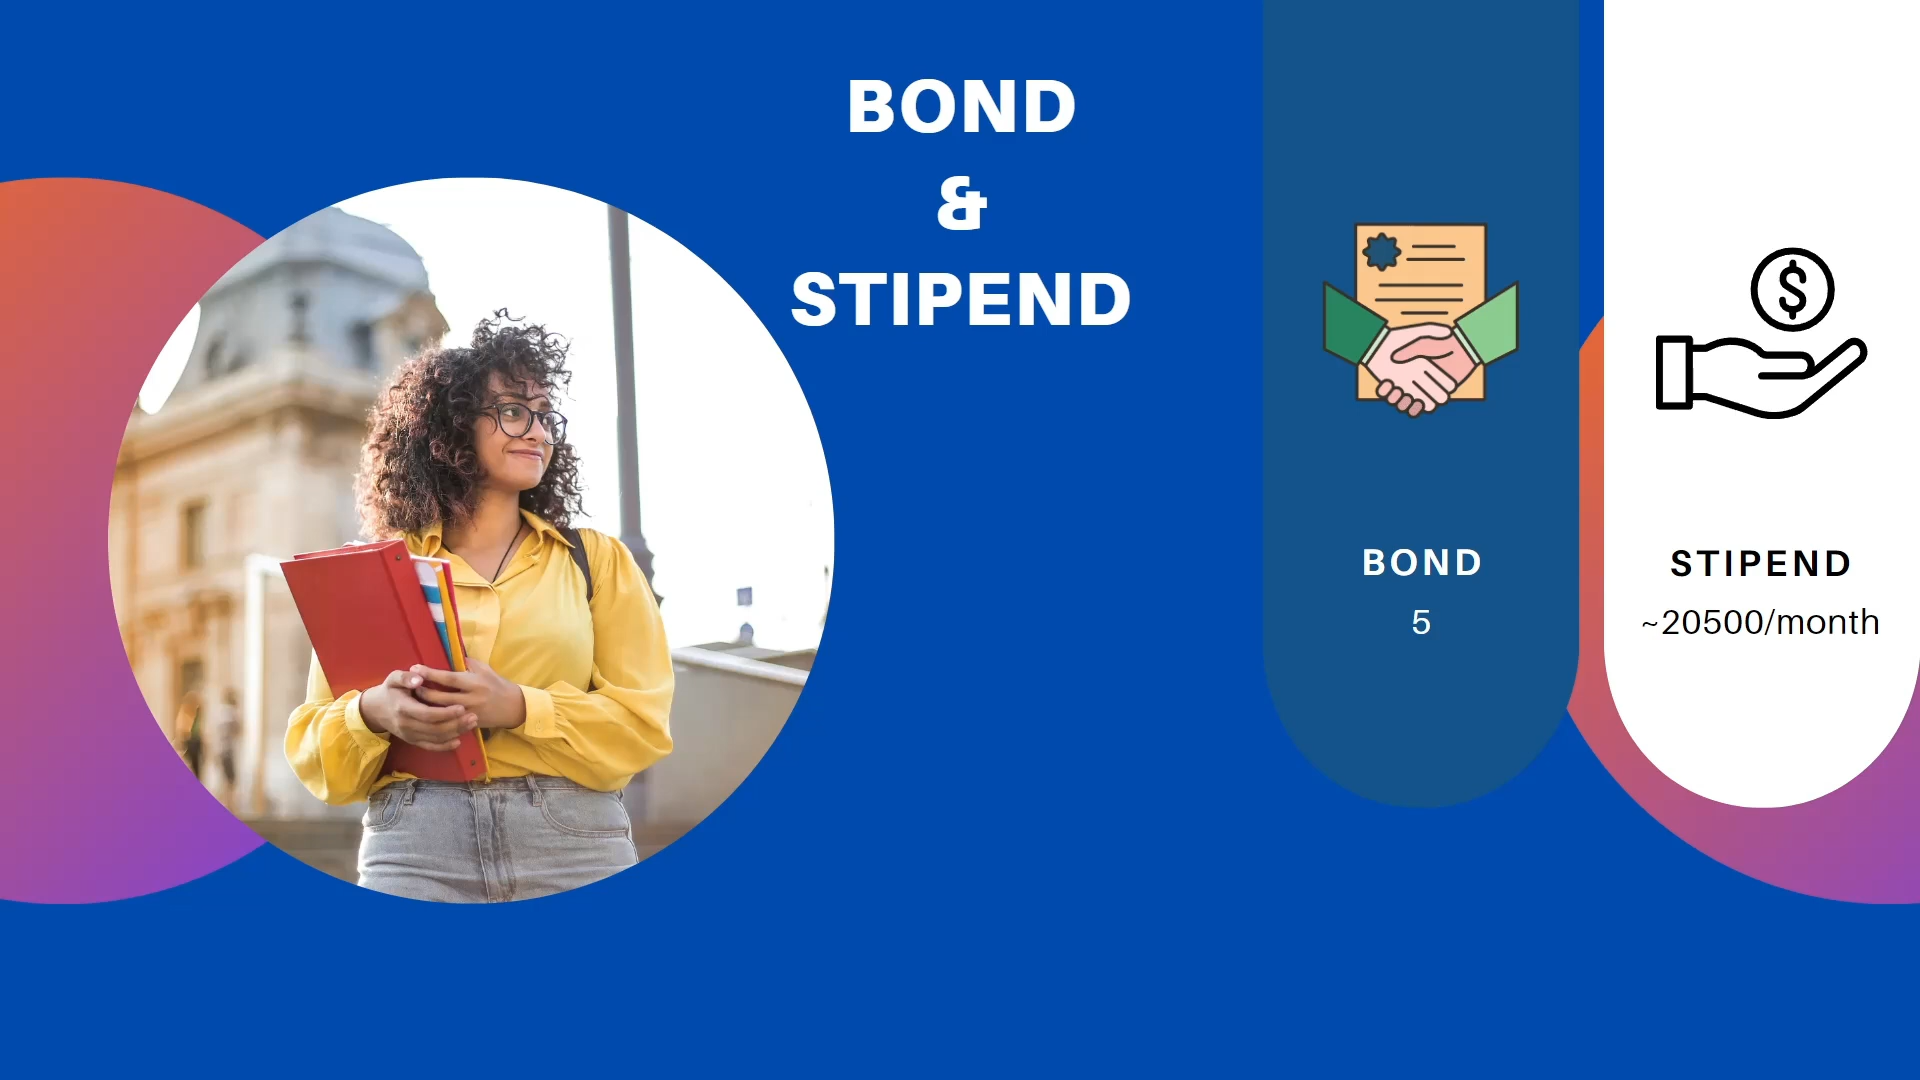 BOND
&
STIPEND
BOND
5
STIPEND
~20500/month